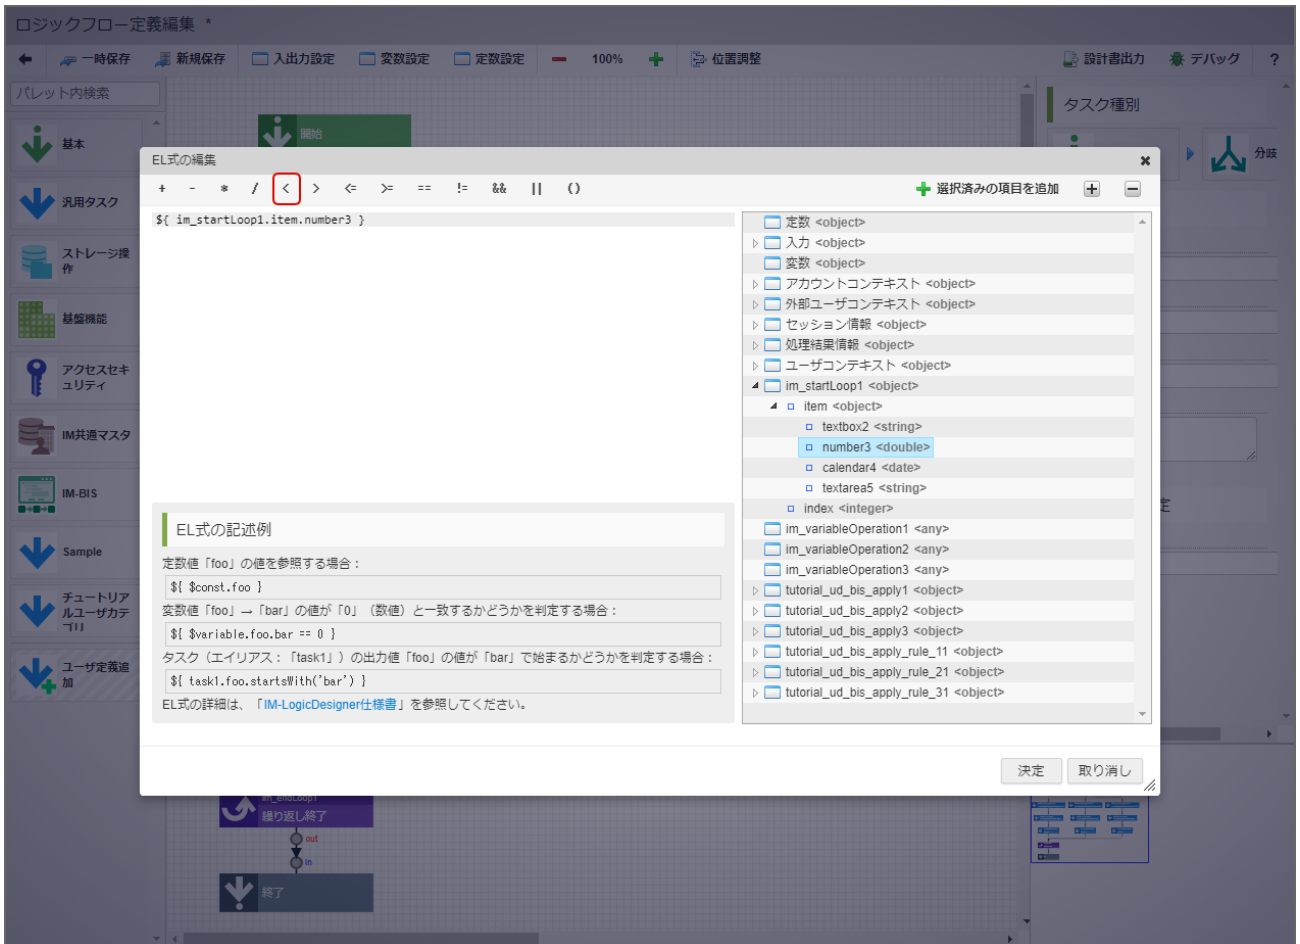 ロジックフロー定義編集 *
一時保存 新規保存 入出力設定 変数設定 定数設定 100% 位置調整 設計書出力 デバッグ ?
パレット内検索
基本
汎用タスク
ストレージ操
作
基盤機能
アクセスセキ
ュリティ
IM共通マスタ
IM-BIS
Sample
チュートリア
ルユーザカテ
ゴリ
ユーザ定義追
加
開始
タスク種別
分岐
EL式の編集
+ - * / < > <= >= == != && || ()
選択済みの項目を追加
${ im_startLoop1.item.number3 }
定数 <object>
入力 <object>
変数 <object>
アカウントコンテキスト <object>
外部ユーザコンテキスト <object>
セッション情報 <object>
処理結果情報 <object>
ユーザコンテキスト <object>
im_startLoop1 <object>
item <object>
textbox2 <string>
number3 <double>
calendar4 <date>
textarea5 <string>
index <integer>
im_variableOperation1 <any>
im_variableOperation2 <any>
im_variableOperation3 <any>
tutorial_ud_bis_apply1 <object>
tutorial_ud_bis_apply2 <object>
tutorial_ud_bis_apply3 <object>
tutorial_ud_bis_apply_rule_11 <object>
tutorial_ud_bis_apply_rule_21 <object>
tutorial_ud_bis_apply_rule_31 <object>
EL式の記述例
定数値「foo」の値を参照する場合：
${ $const.foo }
変数値「foo」→「bar」の値が「0」（数値）と一致するかどうかを判定する場合：
${ $variable.foo.bar == 0 }
タスク（エイリアス：「task1」）の出力値「foo」の値が「bar」で始まるかどうかを判定する場合：
${ task1.foo.startsWith('bar') }
EL式の詳細は、「IM-LogicDesigner仕様書」を参照してください。
決定 取り消し
定
im_endLoop1
繰り返し終了
out
in
終了